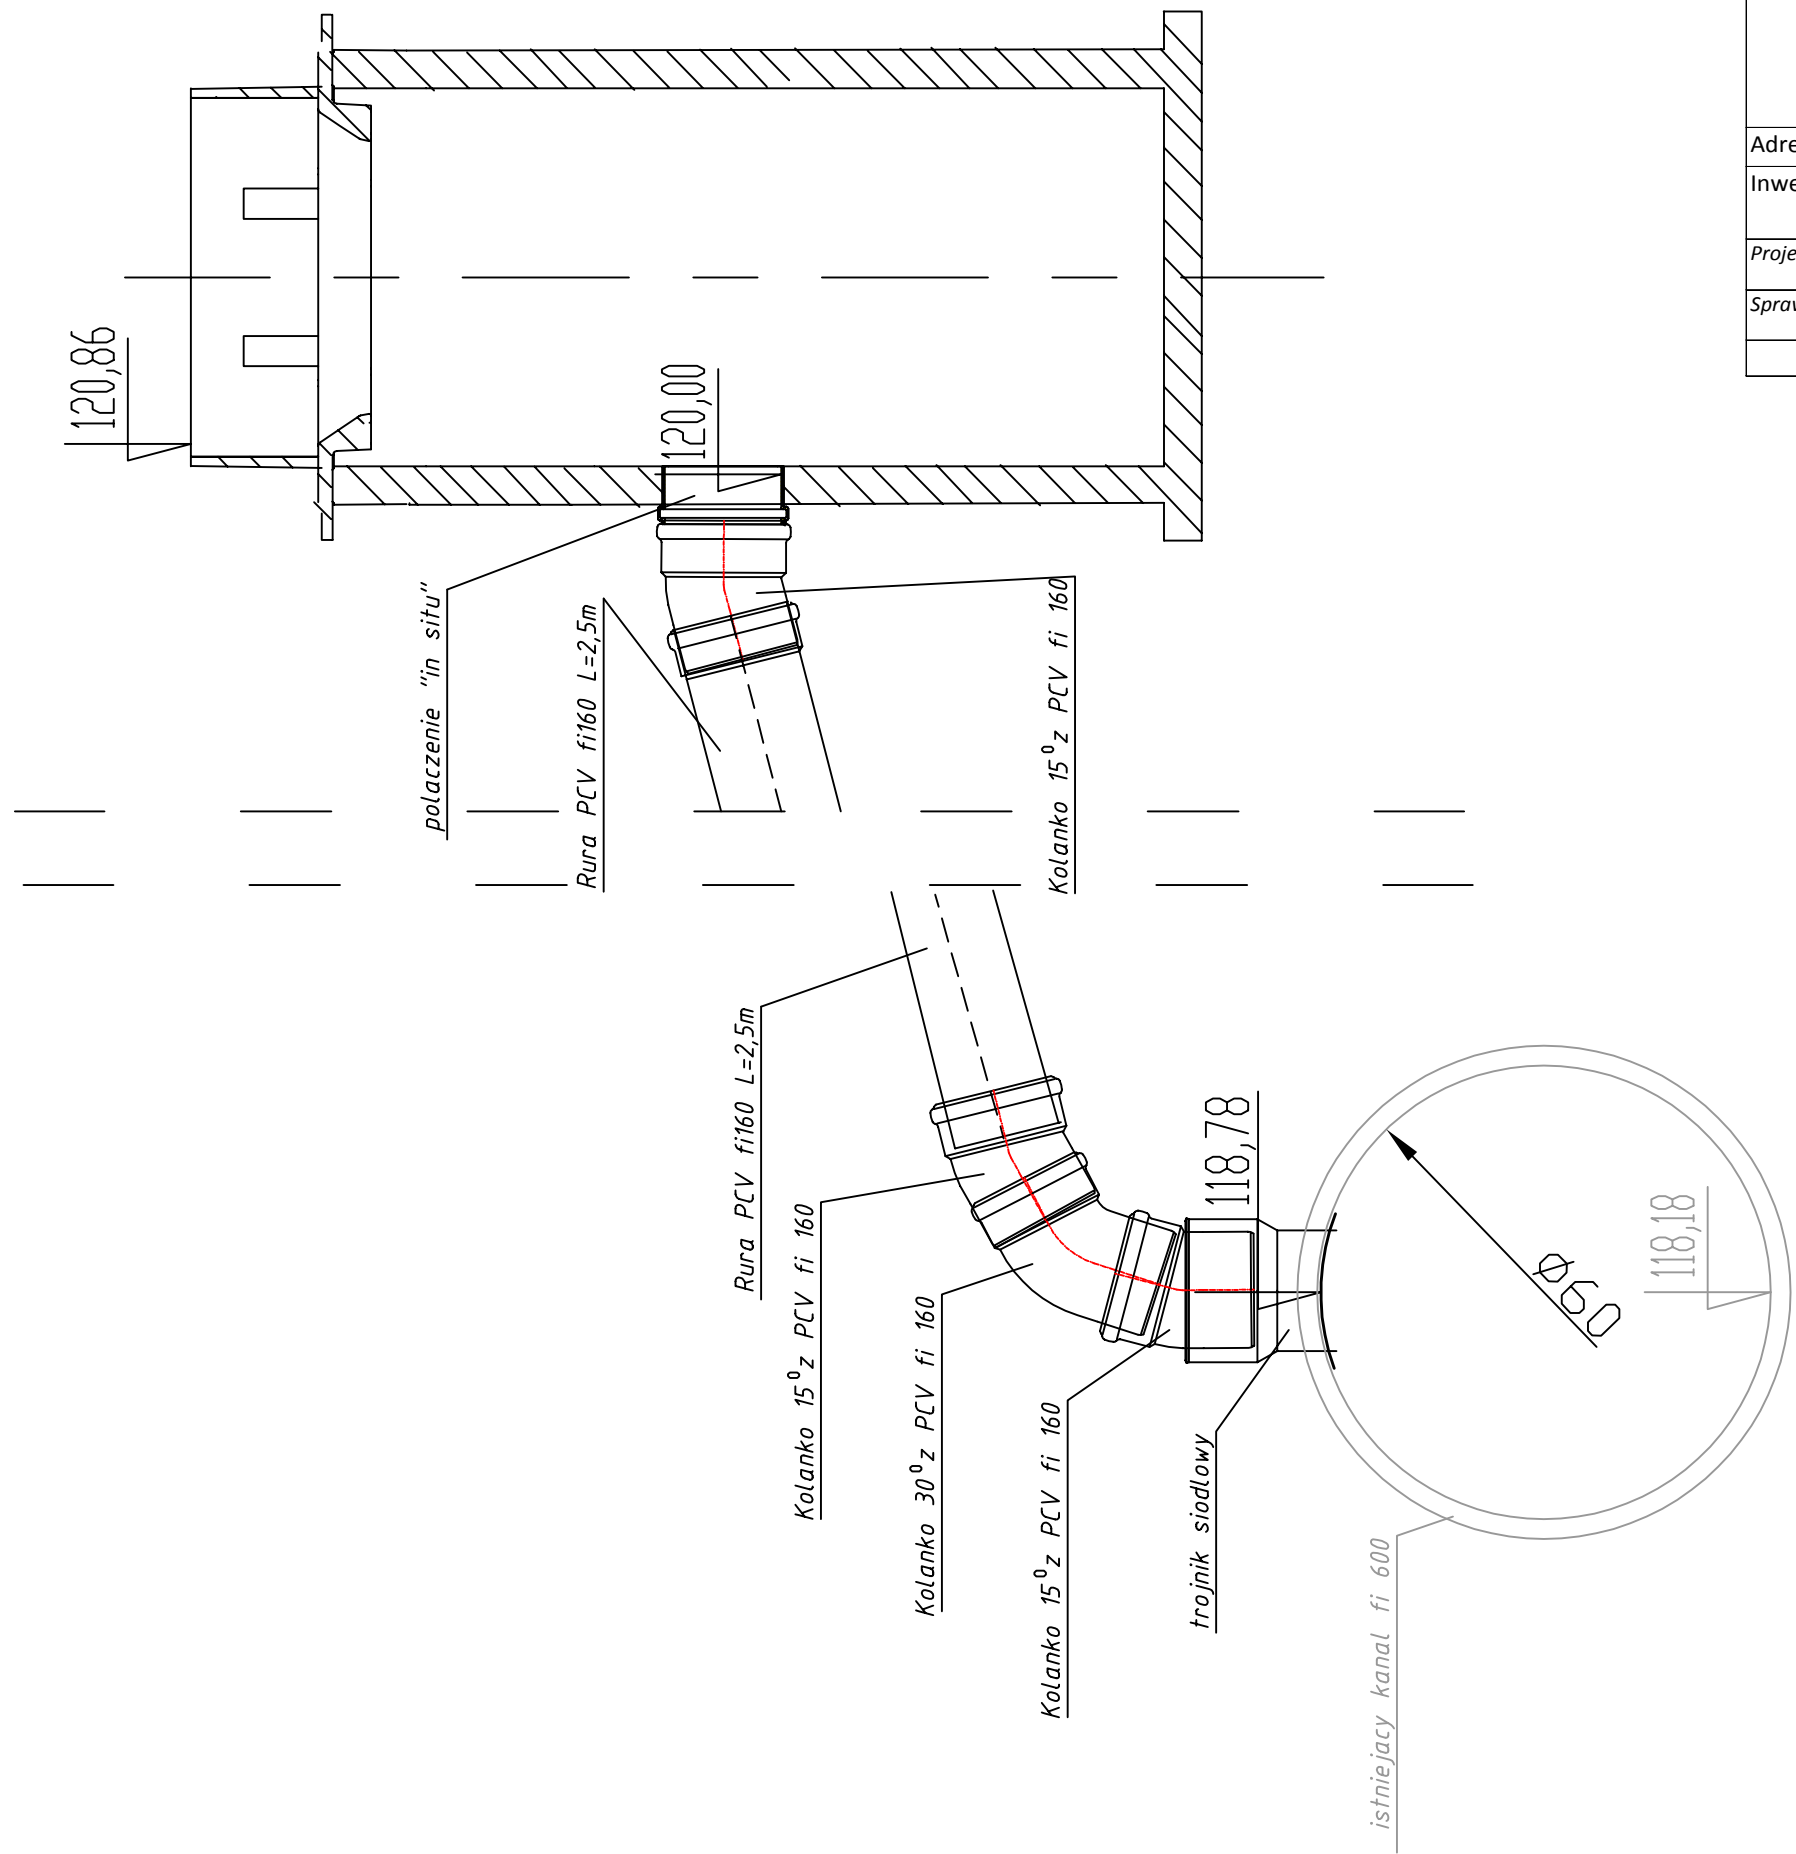 120,86
120,00
polaczenie "in situ"
Rura PCV fi160 L=2,5m
Kolanko 15⁰z PCV fi 160
Rura PCV fi160 L=2,5m
Kolanko 15⁰z PCV fi 160
Kolanko 30⁰z PCV fi 160
Kolanko 15⁰z PCV fi 160
trojnik siodlowy
118,78
118,18
Ø60
istniejacy kanal fi 600
Adre
Inwe
Proje
Spraw